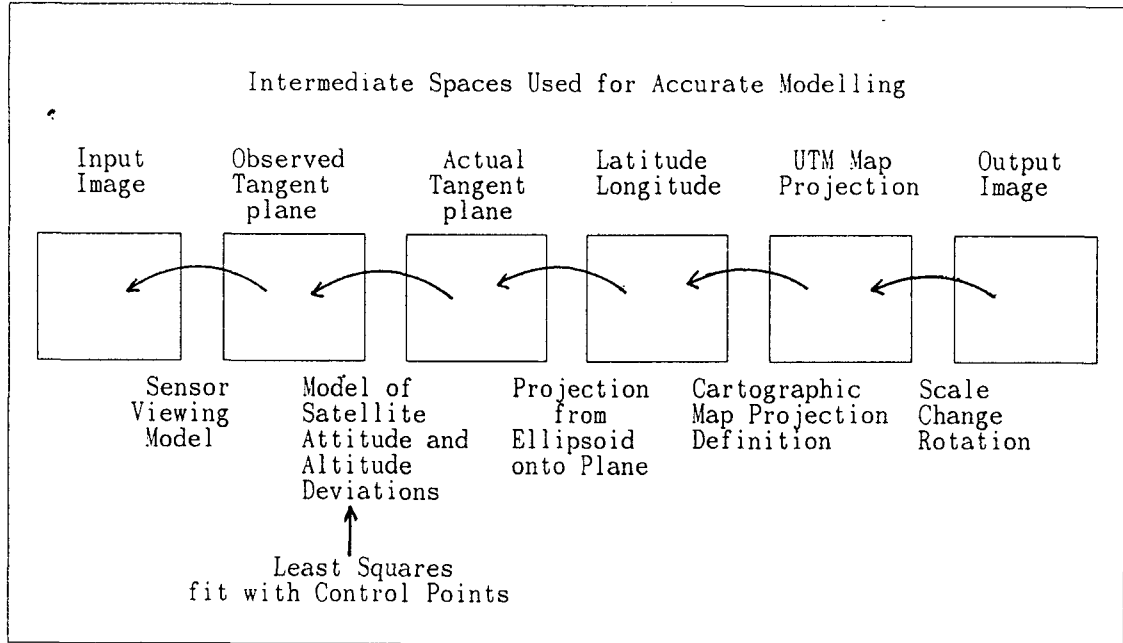 Intermediate Spaces Used for Accurate Modelling
Input
Image
Observed
Tangent
plane
Actual
Tangent
plane
Latitude
Longitude
UTM Map
Projection
Output
Image
Sensor
Viewing
Model
Model of
Satellite
Attitude and
Altitude
Deviations
Projection
from
Ellipsoid
onto Plane
Cartographic
Map Projection
Definition
Scale
Change
Rotation
Least Squares
fit with Control Points